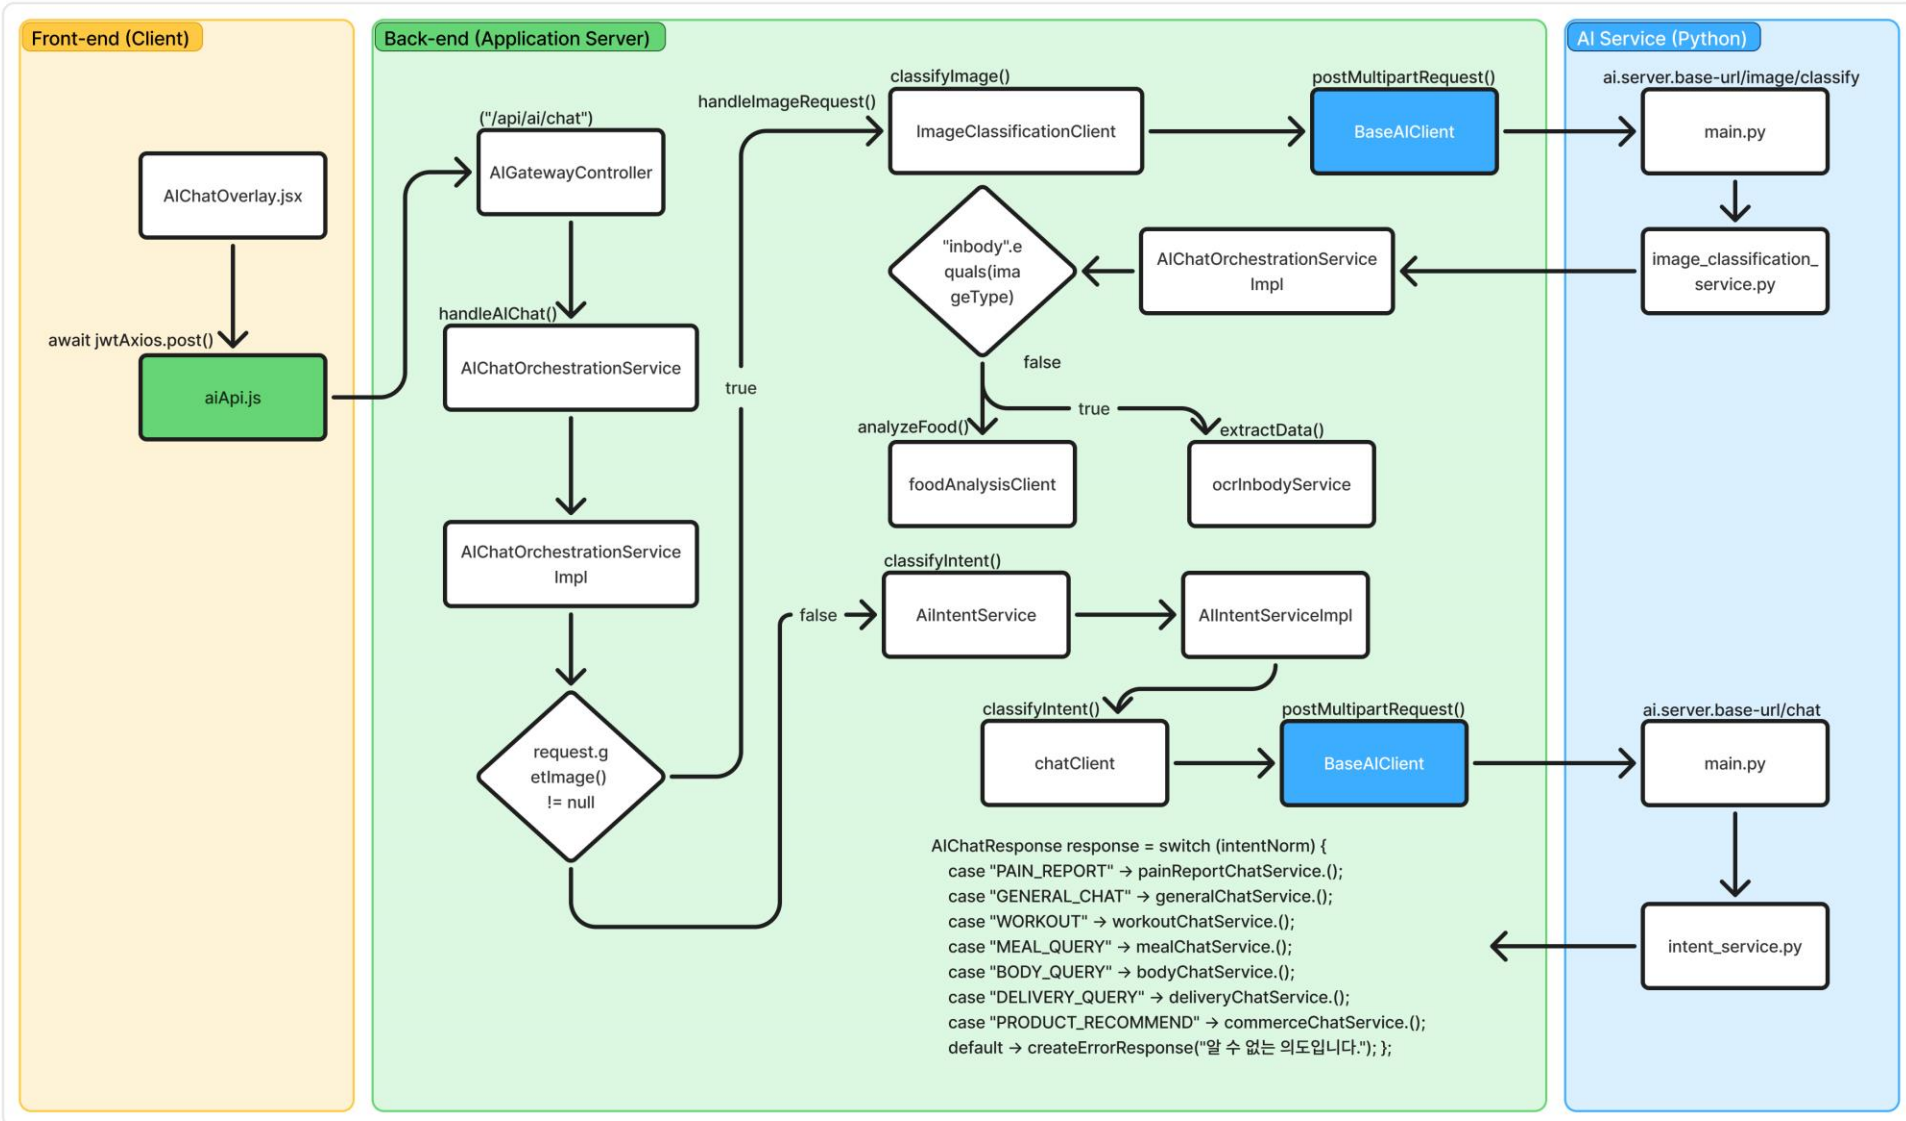 Front-end (Client)
AIChatOverlay.jsx
await jwtAxios.post()
aiApi.js
Back-end (Application Server)
("/api/ai/chat")
AIGatewayController
handleAIChat()
AIChatOrchestrationService
AIChatOrchestrationService
Impl
request.g
etImage()
!= null
true
handleImageRequest()
classifyImage()
ImageClassificationClient
postMultipartRequest()
BaseAIClient
"inbody".e
quals(ima
geType)
AIChatOrchestrationService
Impl
false
true
analyzeFood()
foodAnalysisClient
extractData()
ocrInbodyService
false
classifyIntent()
AiIntentService
AIIntentServiceImpl
classifyIntent()
chatClient
postMultipartRequest()
BaseAIClient
AIChatResponse response = switch (intentNorm) {
case "PAIN_REPORT" → painReportChatService.();
case "GENERAL_CHAT" → generalChatService.();
case "WORKOUT" → workoutChatService.();
case "MEAL_QUERY" → mealChatService.();
case "BODY_QUERY" → bodyChatService.();
case "DELIVERY_QUERY" → deliveryChatService.();
case "PRODUCT_RECOMMEND" → commerceChatService.();
default → createErrorResponse("알 수 없는 의도입니다."); };
AI Service (Python)
ai.server.base-url/image/classify
main.py
image_classification_
service.py
ai.server.base-url/chat
main.py
intent_service.py